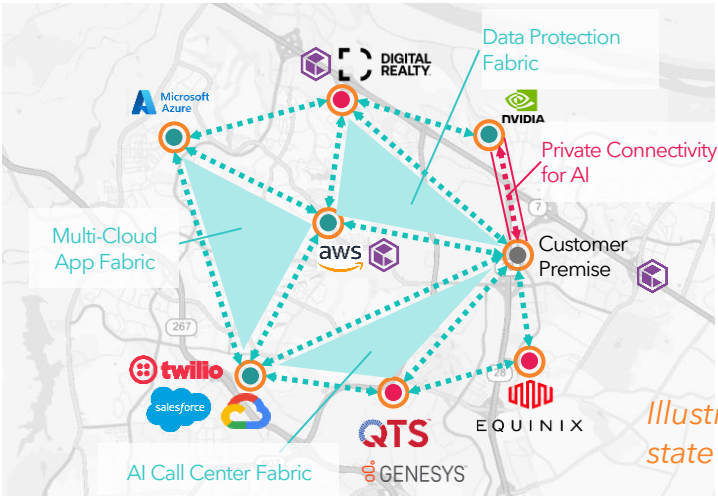 Data Protection
Fabric
DIGITAL
REALTY
Microsoft
Azure
NVIDIA
Private Connectivity
for AI
7
Multi-Cloud
App Fabric
aws
Customer
Premise
267
twilio
salesforce
28
EQUINIX
QTS
GENESYS
AI Call Center Fabric
state